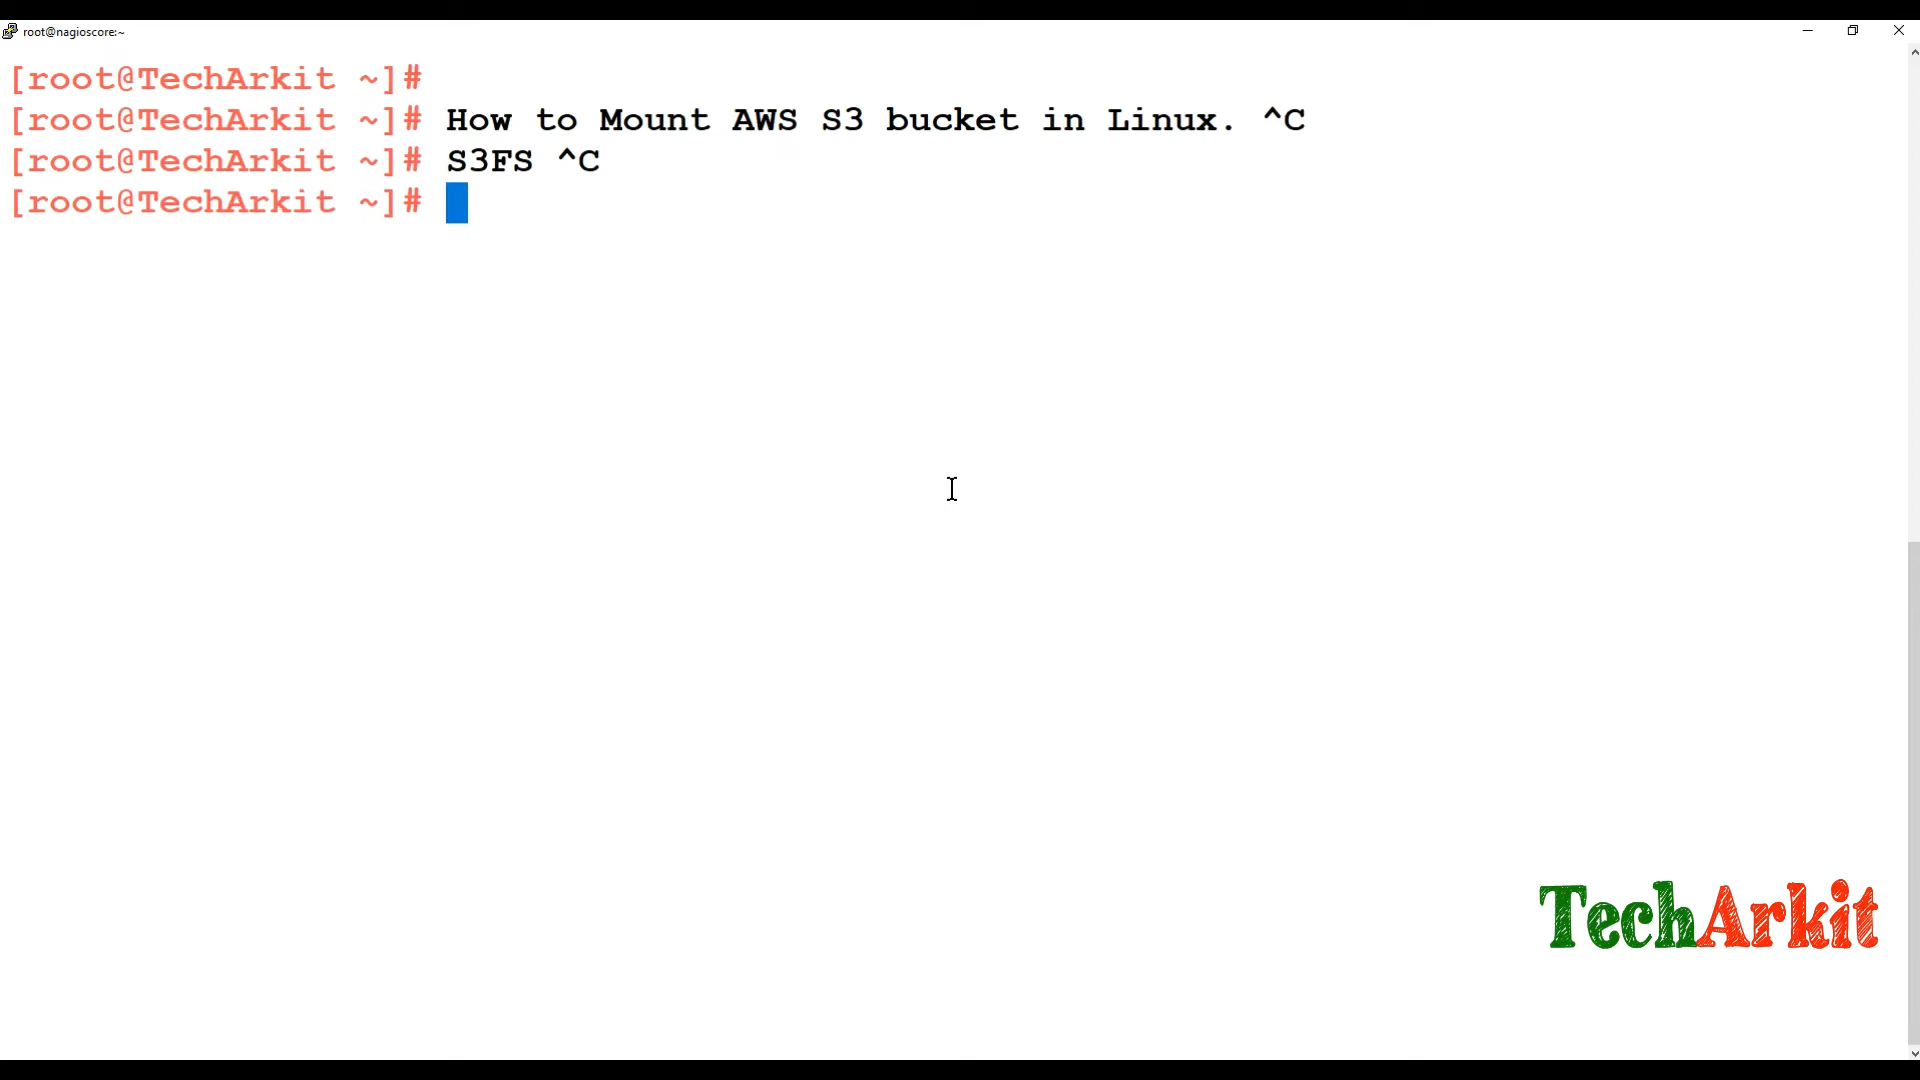 root@nagioscore:~
[root@TechArkit ~]#
[root@TechArkit ~]# How to Mount AWS S3 bucket in Linux. ^C
[root@TechArkit ~]# S3FS ^C
[root@TechArkit ~]#
TechArkit